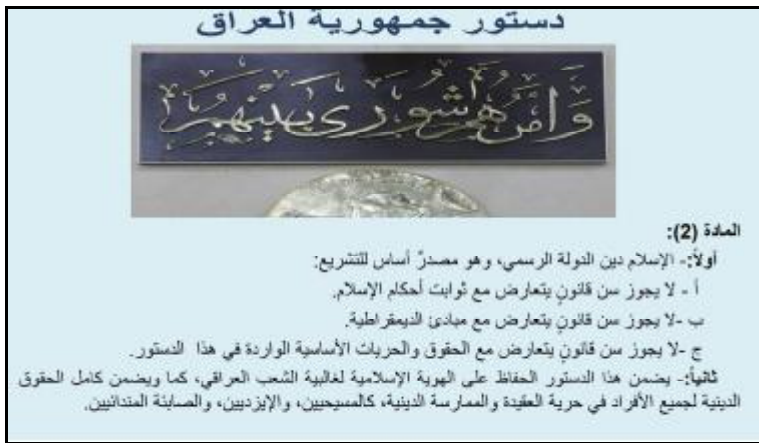 دستور جمهورية العراق
وَأَمْرُهُمْ شُورَى بَيْنَهُمْ
المادة (2):
أولاً:- الإسلام دين الدولة الرسمي، وهو مصدرٌ أساس للتشريع:
أ - لا يجوز سن قانونٍ يتعارض مع ثوابت أحكام الإسلام.
ب -لا يجوز سن قانونٍ يتعارض مع مبادئ الديمقراطية.
ج -لا يجوز سن قانونٍ يتعارض مع الحقوق والحريات الأساسية الواردة في هذا الدستور.
ثانياً:- يضمن هذا الدستور الحفاظ على الهوية الإسلامية لغالبية الشعب العراقي، كما ويضمن كامل الحقوق
الدينية لجميع الأفراد في حرية العقيدة والممارسة الدينية، كالمسيحيين، والإيزديين، والصابئة المندائيين.